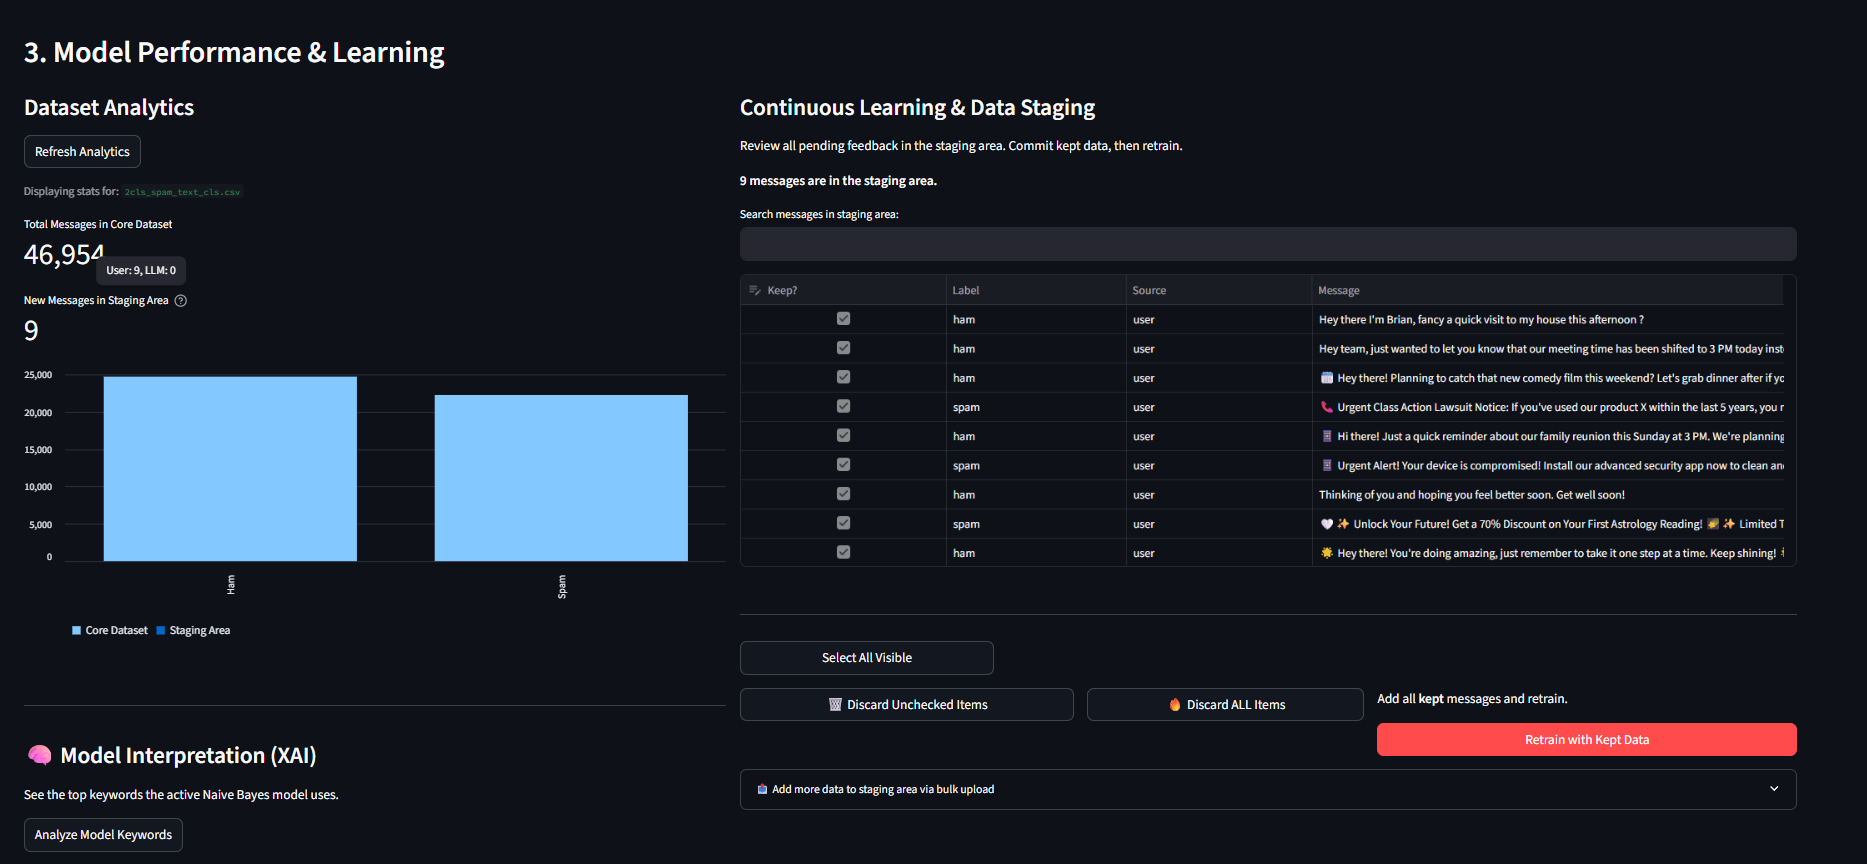 3. Model Performance & Learning
Dataset Analytics
Refresh Analytics
Displaying stats for: 2cls_spam_text_cls.csv
Total Messages in Core Dataset
46,954
User: 9, LLM: 0
New Messages in Staging Area
9
25,000
20,000
15,000
10,000
5,000
0
Ham
Spam
Core Dataset
Staging Area
🧠 Model Interpretation (XAI)
See the top keywords the active Naive Bayes model uses.
Analyze Model Keywords
Continuous Learning & Data Staging
Review all pending feedback in the staging area. Commit kept data, then retrain.
9 messages are in the staging area.
Search messages in staging area:
Keep? Label Source Message
ham user Hey there I'm Brian, fancy a quick visit to my house this afternoon ?
ham user Hey team, just wanted to let you know that our meeting time has been shifted to 3 PM today inst
ham user 🗓️ Hey there! Planning to catch that new comedy film this weekend? Let's grab dinner after if yo
spam user 📞 Urgent Class Action Lawsuit Notice: If you've used our product X within the last 5 years, you r
ham user Hi there! Just a quick reminder about our family reunion this Sunday at 3 PM. We're planning
spam user Urgent Alert! Your device is compromised! Install our advanced security app now to clean an
ham user Thinking of you and hoping you feel better soon. Get well soon!
spam user 🤍 ✨ Unlock Your Future! Get a 70% Discount on Your First Astrology Reading! 🌠 ✨ Limited T
ham user 🌟 Hey there! You're doing amazing, just remember to take it one step at a time. Keep shining!
Select All Visible
🗑️ Discard Unchecked Items
🔥 Discard ALL Items
Add all kept messages and retrain.
Retrain with Kept Data
📤 Add more data to staging area via bulk upload